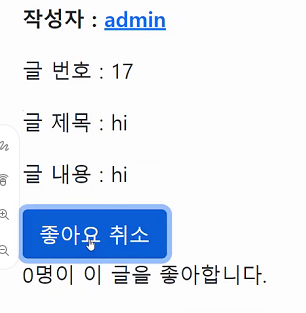 작성자 : admin
글 번호 : 17
글 제목 : hi
글 내용 : hi
좋아요 취소
0명이 이 글을 좋아합니다.